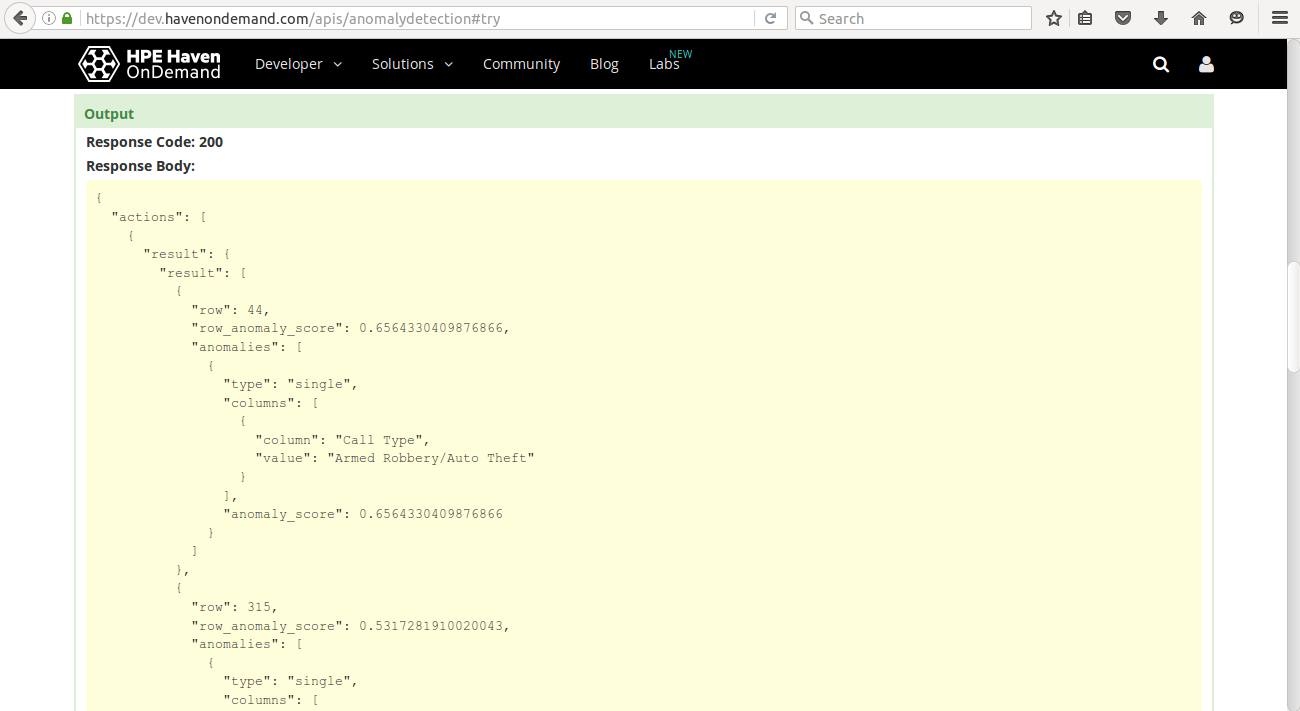 https://dev.havenondemand.com/apis/anomalydetection#try
Search
HPE Haven
OnDemand
Developer
Solutions
Community
Blog
Labs
NEW
Output
Response Code: 200
Response Body:
{
"actions": [
{
"result": {
"result": [
{
"row": 44,
"row_anomaly_score": 0.6564330409876866,
"anomalies": [
{
"type": "single",
"columns": [
{
"column": "Call Type",
"value": "Armed Robbery/Auto Theft"
}
],
"anomaly_score": 0.6564330409876866
}
]
},
{
"row": 315,
"row_anomaly_score": 0.5317281910020043,
"anomalies": [
{
"type": "single",
"columns": [